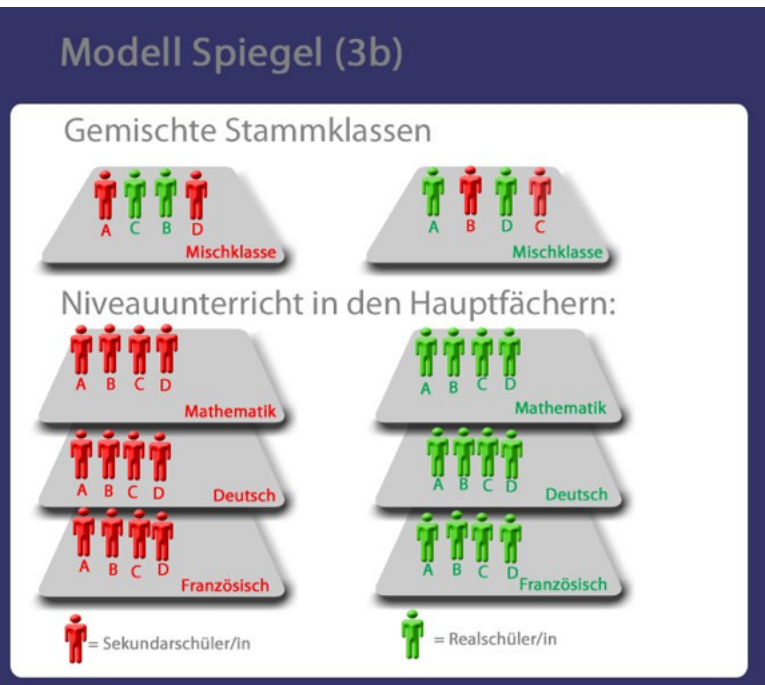 Modell Spiegel (3b)
Gemischte Stammklassen
A C B D
Mischklasse
A B D C
Mischklasse
Niveauunterricht in den Hauptfächern:
A B C D
Mathematik
A B C D
Mathematik
A B C D
Deutsch
A B C D
Deutsch
A B C D
Französisch
A B C D
Französisch
= Sekundarschüler/in
= Realschüler/in